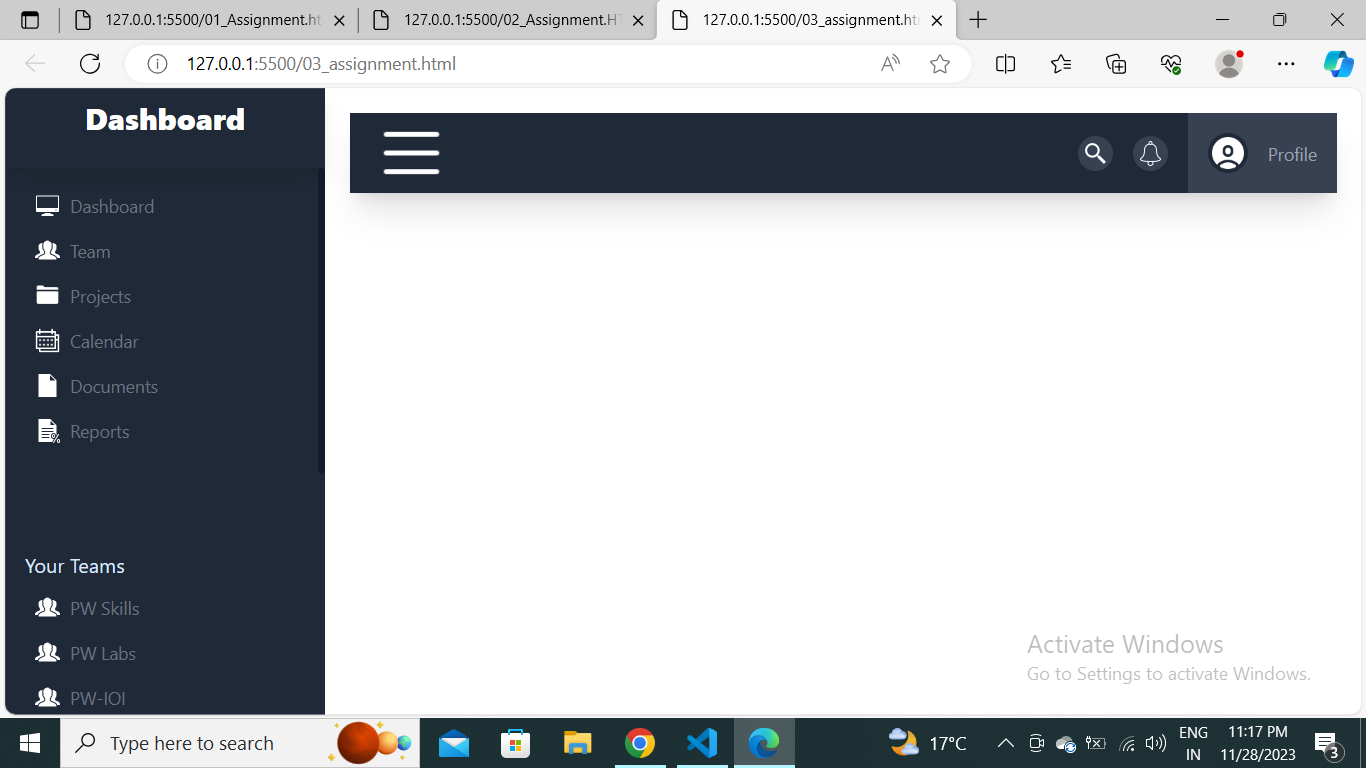 127.0.0.1:5500/01_Assignment.ht
127.0.0.1:5500/02_Assignment.HT
127.0.0.1:5500/03_assignment.ht
127.0.0.1:5500/03_assignment.html
Dashboard
Profile
Dashboard
Team
Projects
Calendar
Documents
Reports
Your Teams
PW Skills
PW Labs
PW-IOI
Activate Windows
Go to Settings to activate Windows.
Type here to search
17°C
ENG
IN
11:17 PM
11/28/2023
3